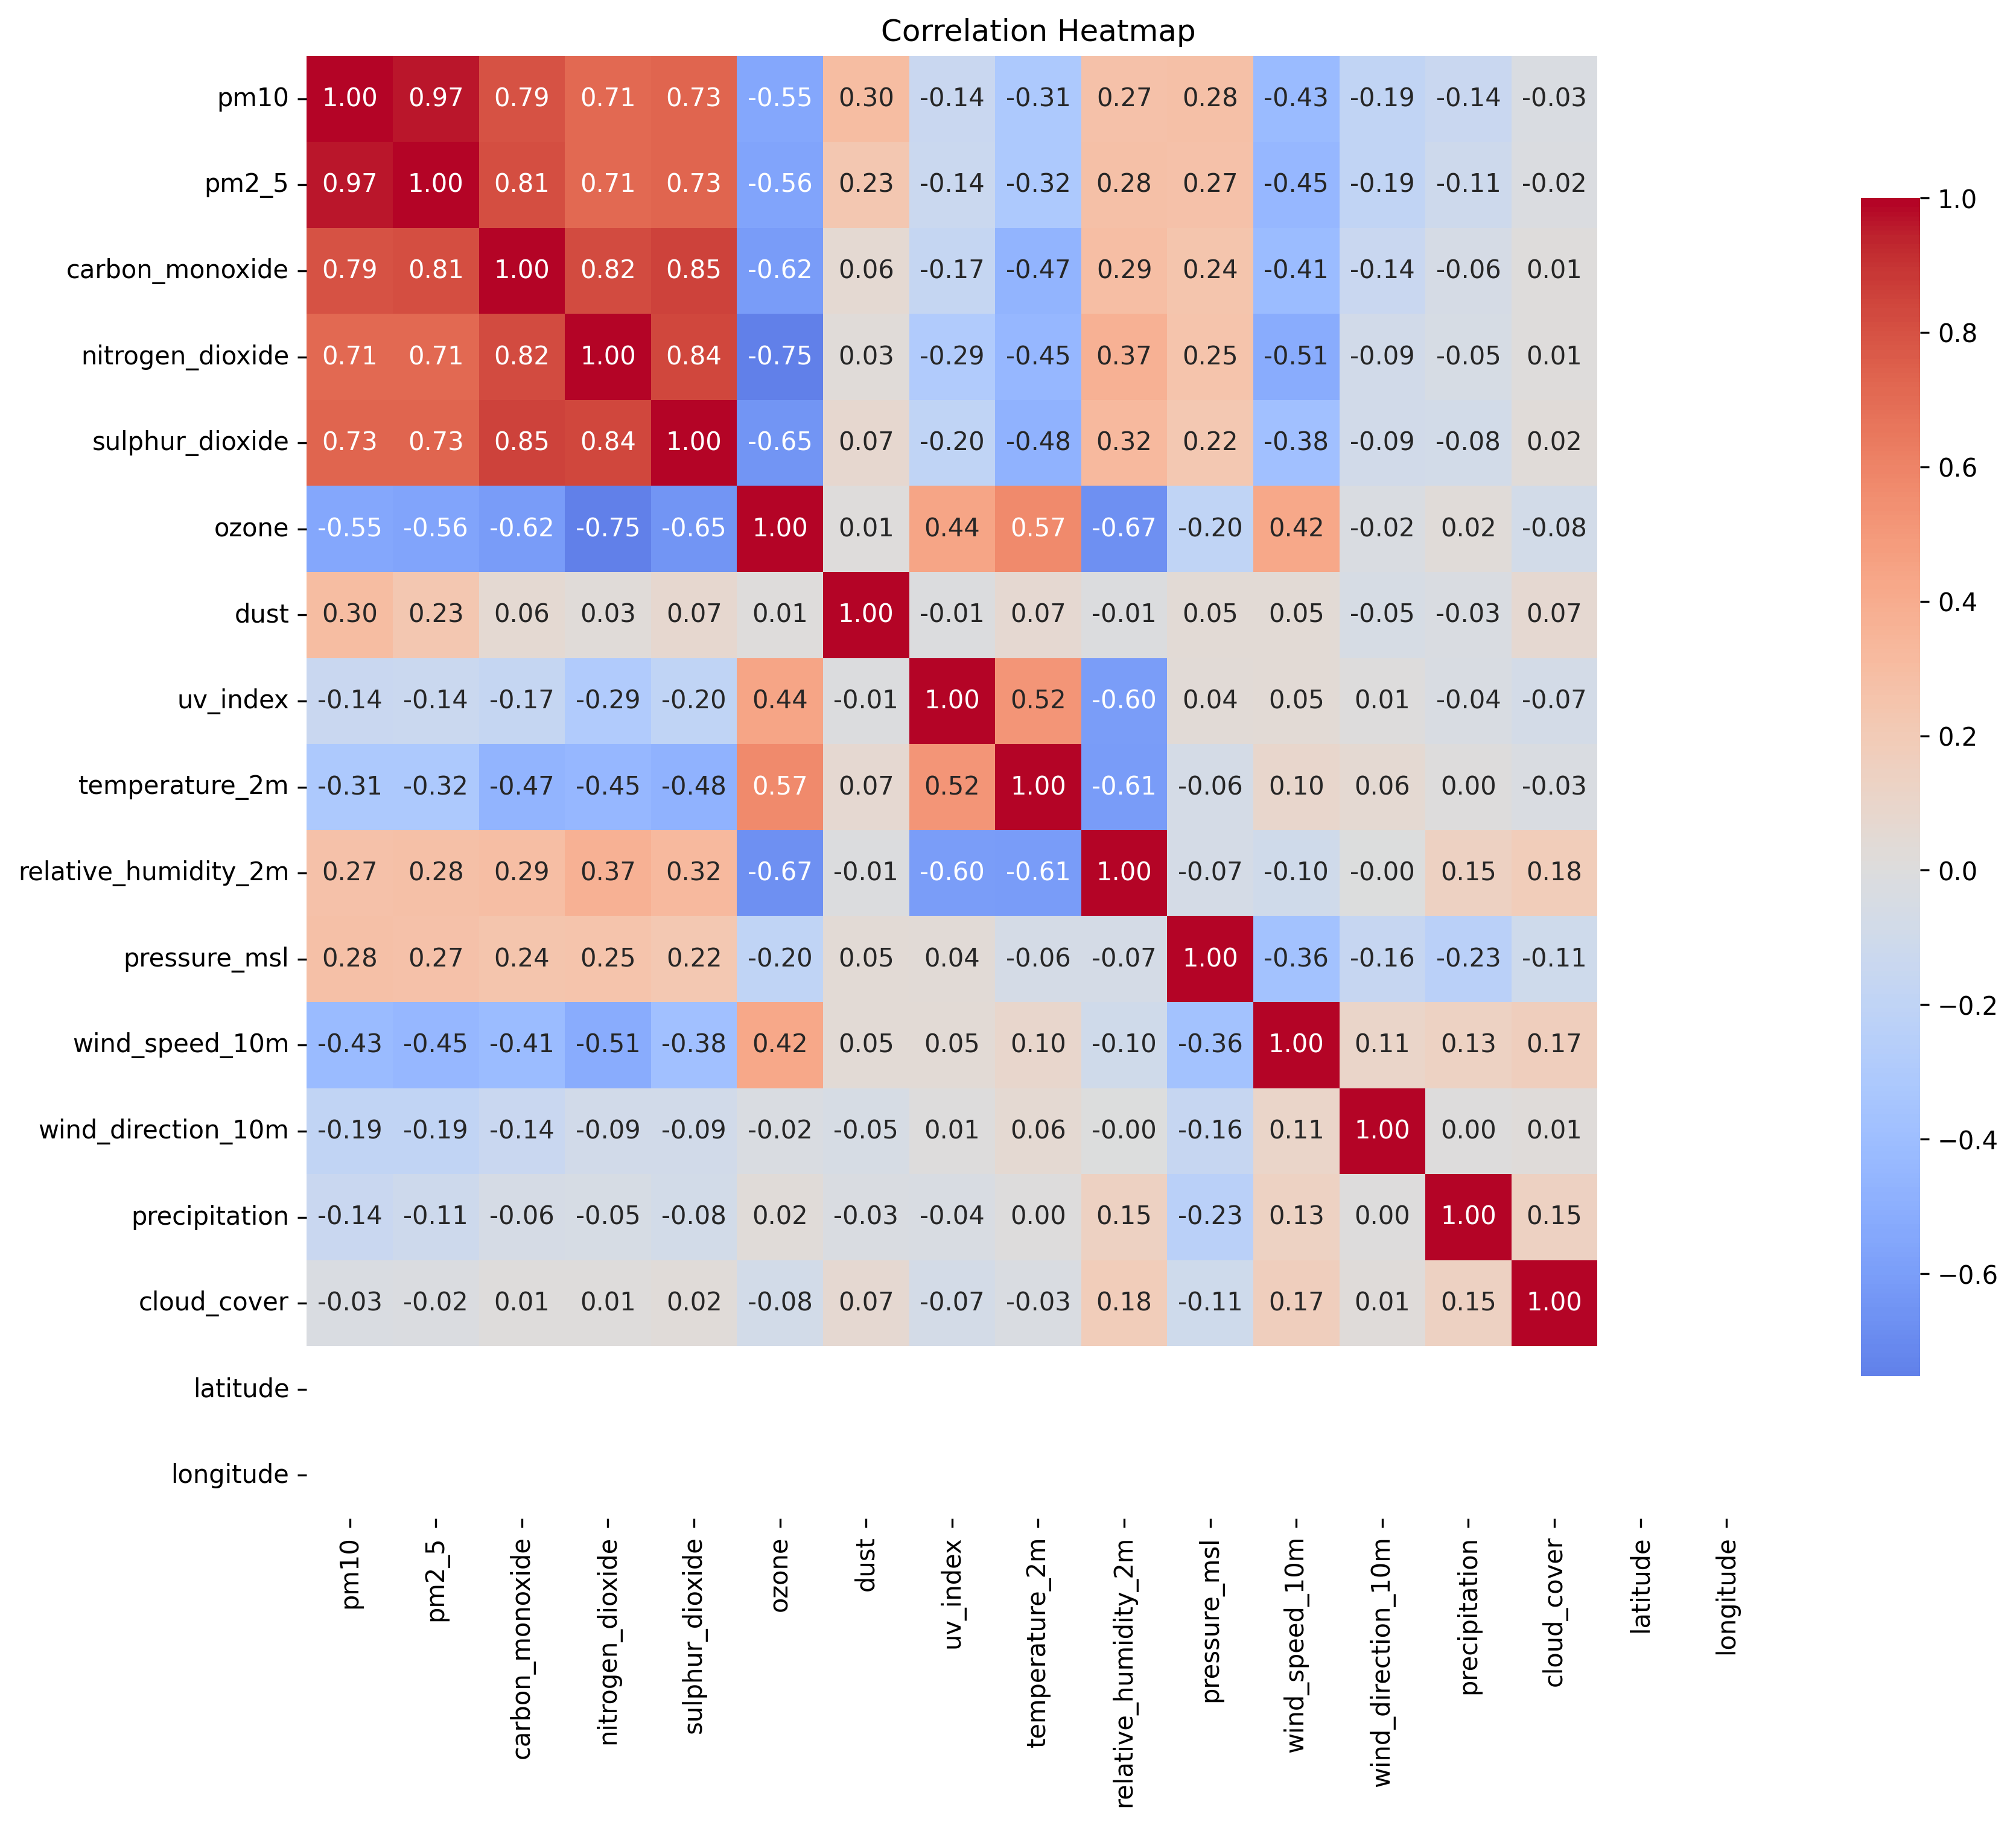 Correlation Heatmap
pm10 1.00 0.97 0.79 0.71 0.73 -0.55 0.30 -0.14 -0.31 0.27 0.28 -0.43 -0.19 -0.14 -0.03
pm2_5 0.97 1.00 0.81 0.71 0.73 -0.56 0.23 -0.14 -0.32 0.28 0.27 -0.45 -0.19 -0.11 -0.02
carbon_monoxide 0.79 0.81 1.00 0.82 0.85 -0.62 0.06 -0.17 -0.47 0.29 0.24 -0.41 -0.14 -0.06 0.01
nitrogen_dioxide 0.71 0.71 0.82 1.00 0.84 -0.75 0.03 -0.29 -0.45 0.37 0.25 -0.51 -0.09 -0.05 0.01
sulphur_dioxide 0.73 0.73 0.85 0.84 1.00 -0.65 0.07 -0.20 -0.48 0.32 0.22 -0.38 -0.09 -0.08 0.02
ozone -0.55 -0.56 -0.62 -0.75 -0.65 1.00 0.01 0.44 0.57 -0.67 -0.20 0.42 -0.02 0.02 -0.08
dust 0.30 0.23 0.06 0.03 0.07 0.01 1.00 -0.01 0.07 -0.01 0.05 0.05 -0.05 -0.03 0.07
uv_index -0.14 -0.14 -0.17 -0.29 -0.20 0.44 -0.01 1.00 0.52 -0.60 0.04 0.05 0.01 -0.04 -0.07
temperature_2m -0.31 -0.32 -0.47 -0.45 -0.48 0.57 0.07 0.52 1.00 -0.61 -0.06 0.10 0.06 0.00 -0.03
relative_humidity_2m 0.27 0.28 0.29 0.37 0.32 -0.67 -0.01 -0.60 -0.61 1.00 -0.07 -0.10 -0.00 0.15 0.18
pressure_msl 0.28 0.27 0.24 0.25 0.22 -0.20 0.05 0.04 -0.06 -0.07 1.00 -0.36 -0.16 -0.23 -0.11
wind_speed_10m -0.43 -0.45 -0.41 -0.51 -0.38 0.42 0.05 0.05 0.10 -0.10 -0.36 1.00 0.11 0.13 0.17
wind_direction_10m -0.19 -0.19 -0.14 -0.09 -0.09 -0.02 -0.05 0.01 0.06 -0.00 -0.16 0.11 1.00 0.00 0.01
precipitation -0.14 -0.11 -0.06 -0.05 -0.08 0.02 -0.03 -0.04 0.00 0.15 -0.23 0.13 0.00 1.00 0.15
cloud_cover -0.03 -0.02 0.01 0.01 0.02 -0.08 0.07 -0.07 -0.03 0.18 -0.11 0.17 0.01 0.15 1.00
latitude
longitude
pm10
pm2_5
carbon_monoxide
nitrogen_dioxide
sulphur_dioxide
ozone
dust
uv_index
temperature_2m
relative_humidity_2m
pressure_msl
wind_speed_10m
wind_direction_10m
precipitation
cloud_cover
latitude
longitude
1.0
0.8
0.6
0.4
0.2
0.0
−0.2
−0.4
−0.6